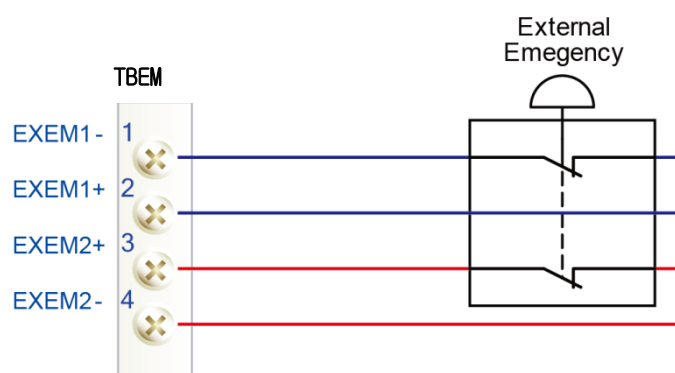 External
Emegency
TBEM
EXEM1- 1
EXEM1+ 2
EXEM2+ 3
EXEM2- 4